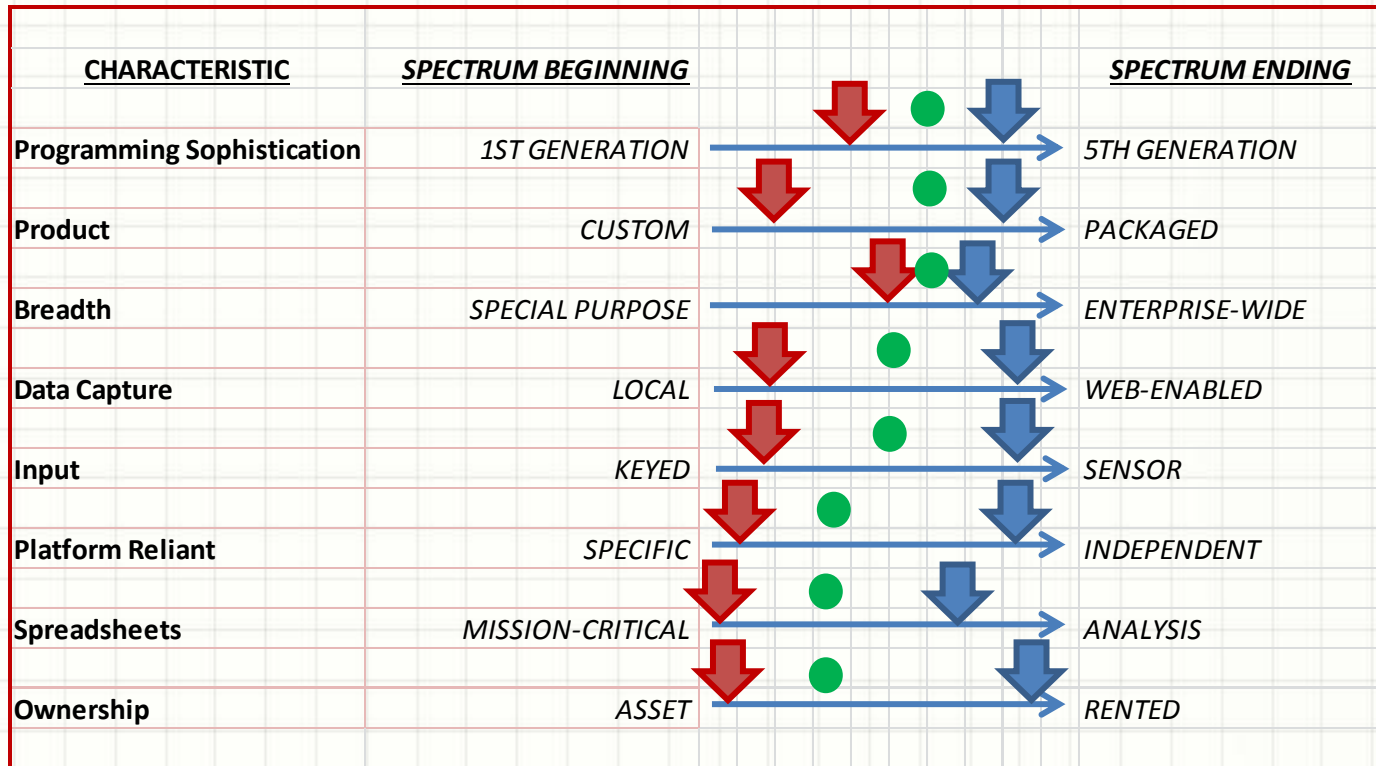 CHARACTERISTIC SPECTRUM BEGINNING SPECTRUM ENDING
Programming Sophistication 1ST GENERATION 5TH GENERATION
Product CUSTOM PACKAGED
Breadth SPECIAL PURPOSE ENTERPRISE-WIDE
Data Capture LOCAL WEB-ENABLED
Input KEYED SENSOR
Platform Reliant SPECIFIC INDEPENDENT
Spreadsheets MISSION-CRITICAL ANALYSIS
Ownership ASSET RENTED